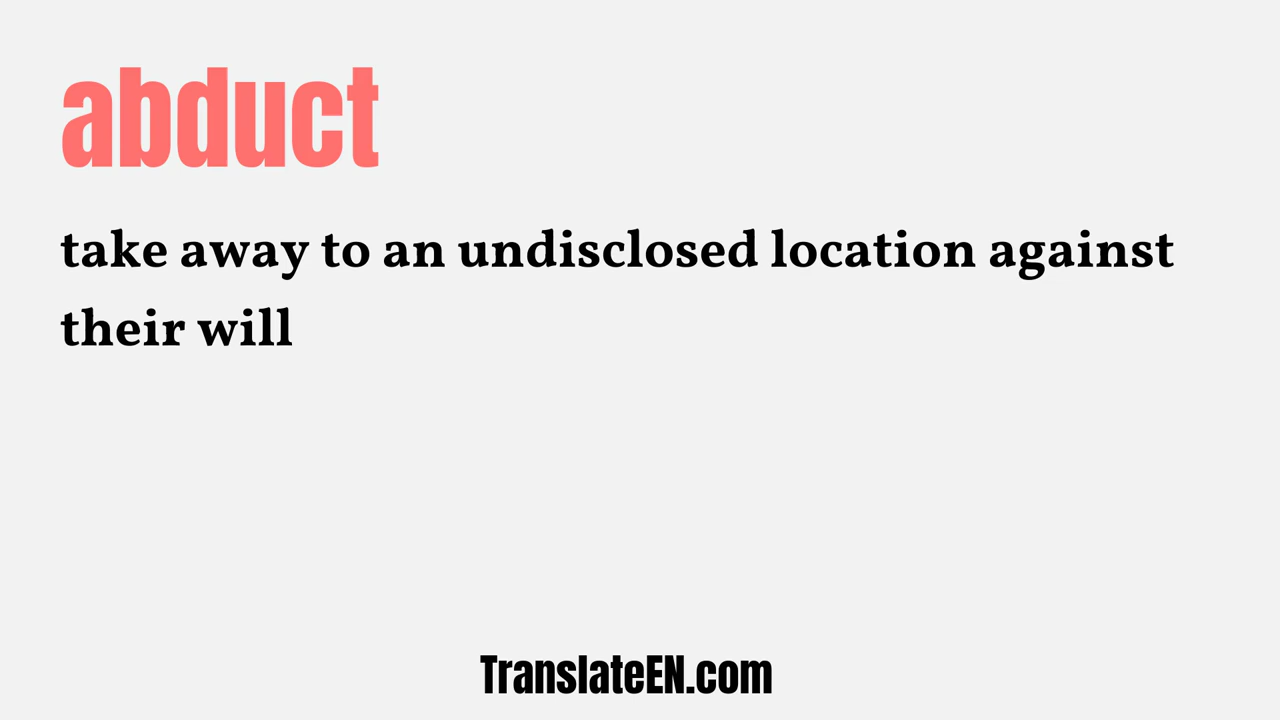 abduct
take away to an undisclosed location against
their will
TranslateEN.com